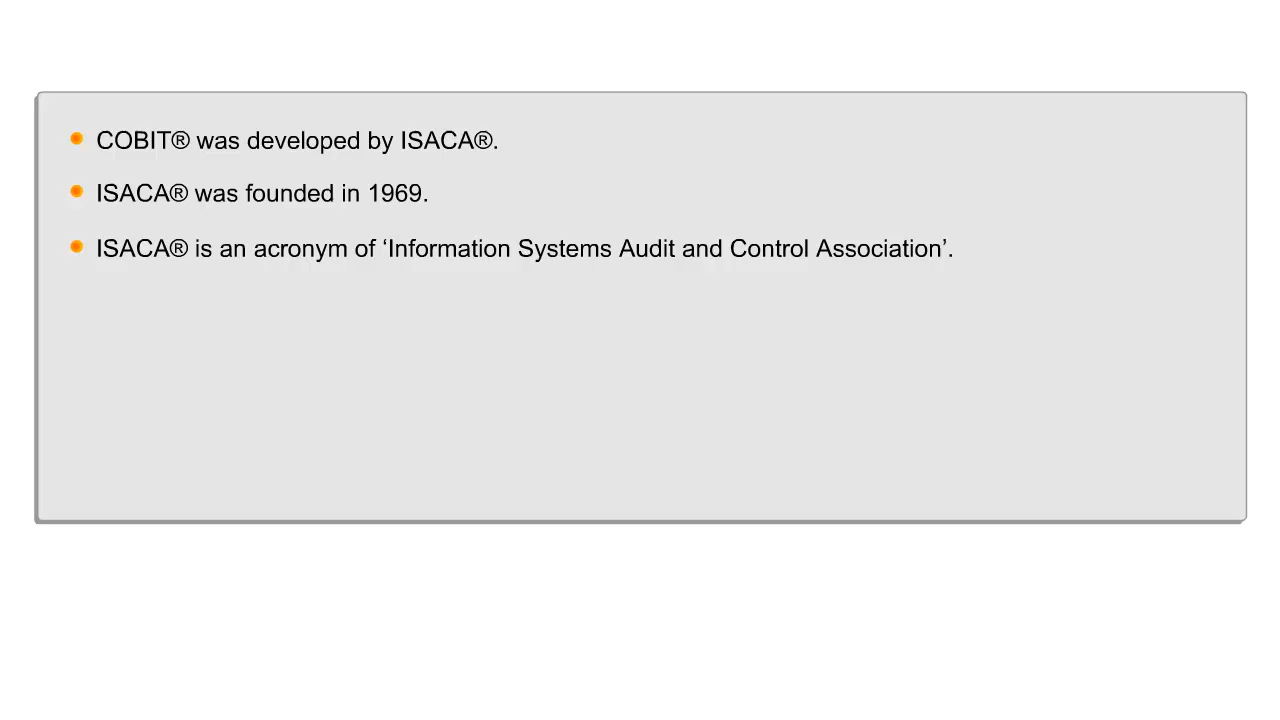 COBIT® was developed by ISACA®.
ISACA® was founded in 1969.
ISACA® is an acronym of ‘Information Systems Audit and Control Association’.